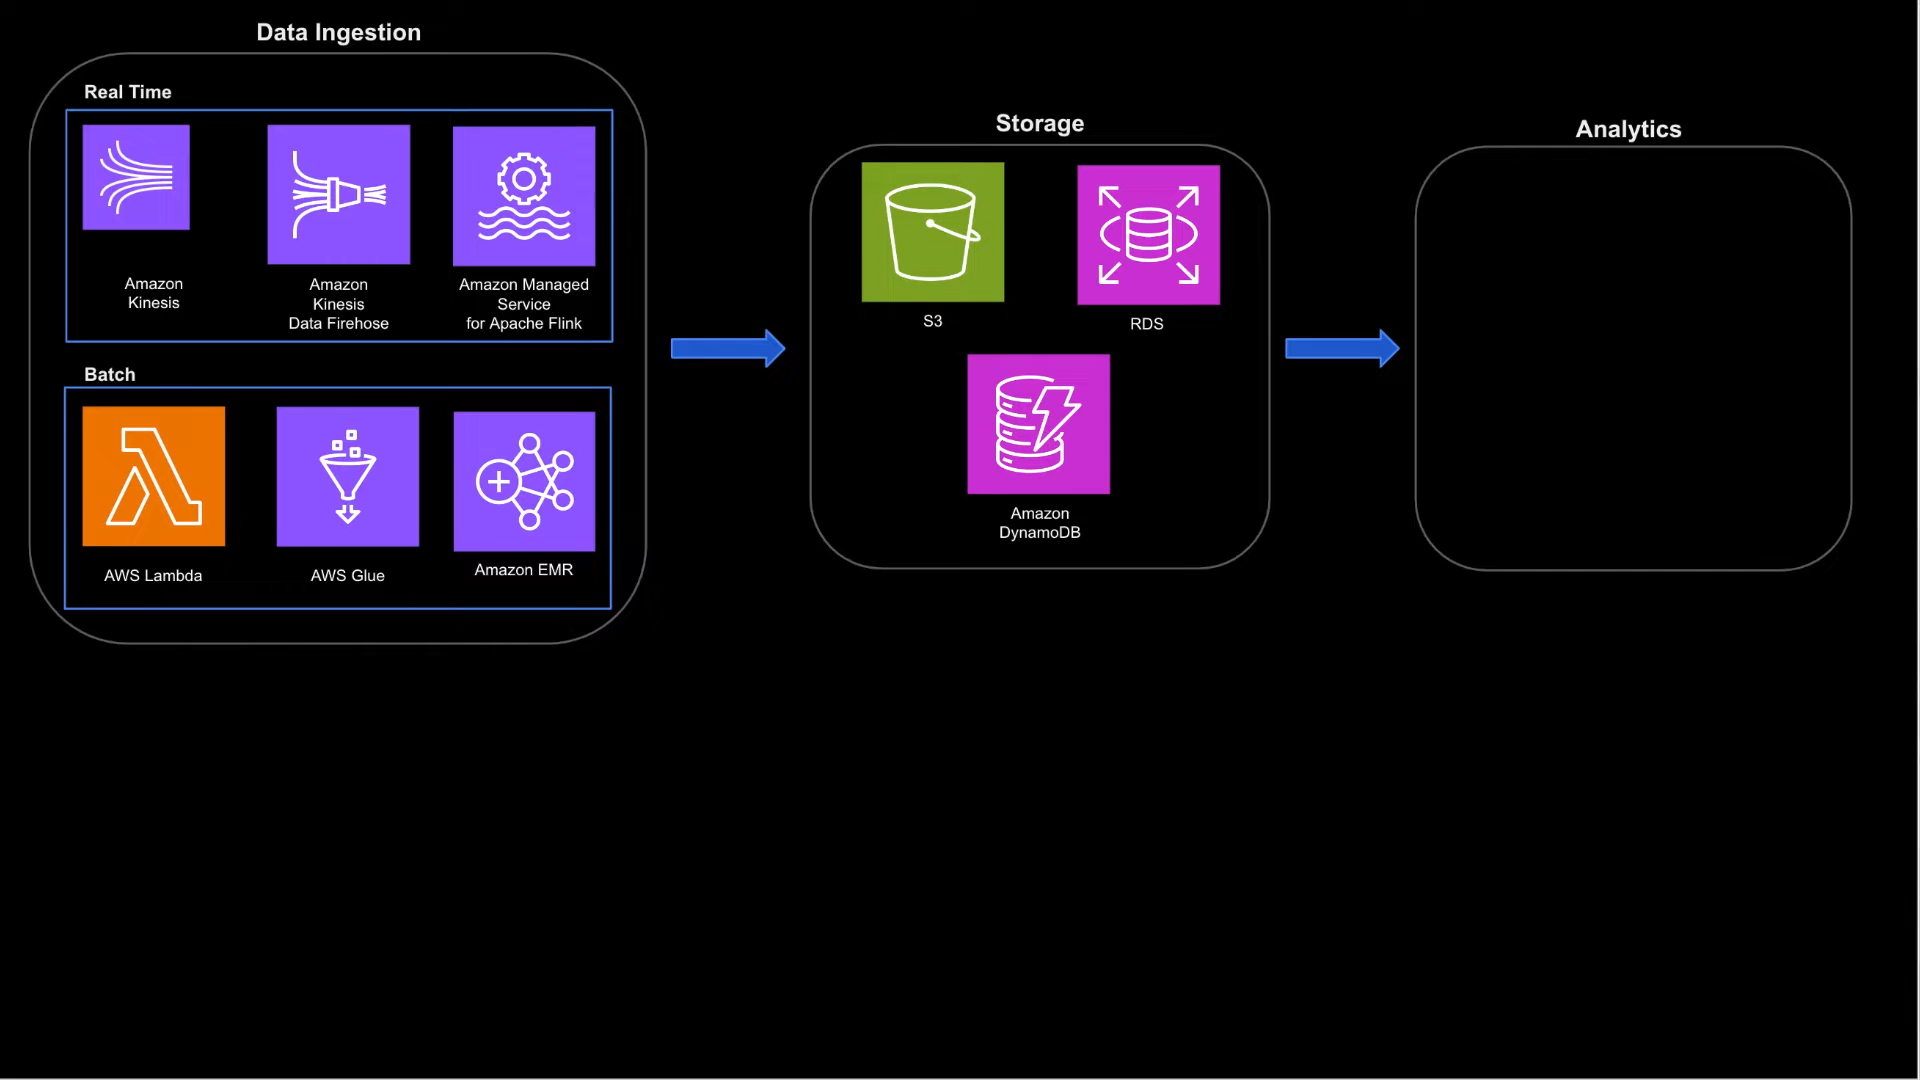 Data Ingestion
Real Time
Amazon
Kinesis
Amazon
Kinesis
Data Firehose
Amazon Managed
Service
for Apache Flink
Batch
AWS Lambda
AWS Glue
Amazon EMR
Storage
S3
RDS
Amazon
DynamoDB
Analytics